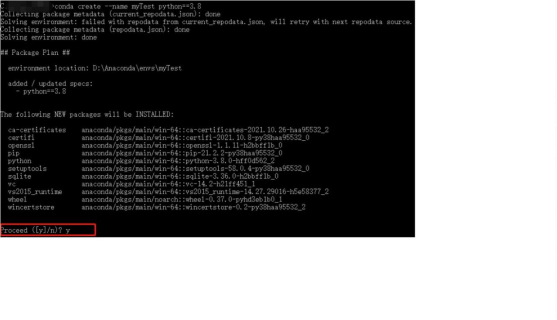 C
conda create --name myTest python==3.8
Collecting package metadata (current_repodata.json): done
Solving environment: failed with repodata from current_repodata.json, will retry with next repodata source.
Collecting package metadata (repodata.json): done
Solving environment: done
## Package Plan ##
environment location: D:\Anaconda\envs\myTest
added / updated specs:
- python==3.8
The following NEW packages will be INSTALLED:
ca-certificates anaconda/pkgs/main/win-64::ca-certificates-2021.10.26-haa95532_2
certifi anaconda/pkgs/main/win-64::certifi-2021.10.8-py38haa95532_0
openssl anaconda/pkgs/main/win-64::openssl-1.1.1l-h2bbff1b_0
pip anaconda/pkgs/main/win-64::pip-21.2.2-py38haa95532_0
python anaconda/pkgs/main/win-64::python-3.8.0-hff0d562_2
setuptools anaconda/pkgs/main/win-64::setuptools-58.0.4-py38haa95532_0
sqlite anaconda/pkgs/main/win-64::sqlite-3.36.0-h2bbff1b_0
vc anaconda/pkgs/main/win-64::vc-14.2-h21ff451_1
vs2015_runtime anaconda/pkgs/main/win-64::vs2015_runtime-14.27.29016-h5e58377_2
wheel anaconda/pkgs/main/noarch::wheel-0.37.0-pyhd3eb1b0_1
wincertstore anaconda/pkgs/main/win-64::wincertstore-0.2-py38haa95532_2
Proceed ([y]/n)? y